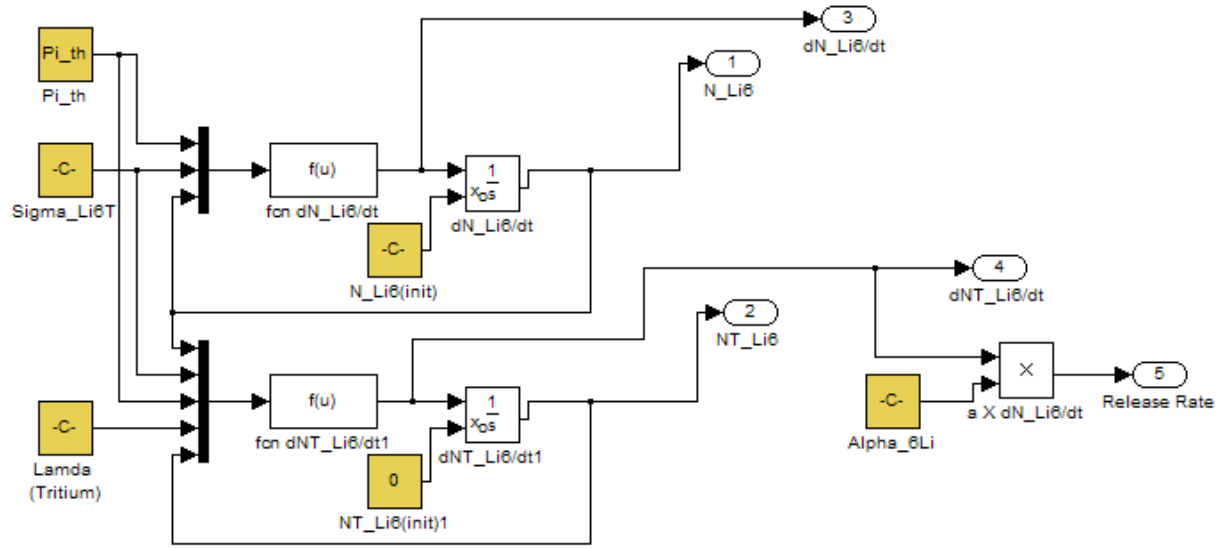 3
dN_Li6/dt
Pi_th
Pi_th
1
N_Li6
-C-
Sigma_Li6T
f(u)
fcn dN_Li6/dt
1
xo s
dN_Li6/dt
-C-
N_Li6(init)
4
dNT_Li6/dt
2
NT_Li6
f(u)
fcn dNT_Li6/dt1
1
xo s
dNT_Li6/dt1
X
a X dN_Li6/dt
5
Release Rate
-C-
Alpha_6Li
-C-
Lamda
(Tritium)
0
NT_Li6(init)1